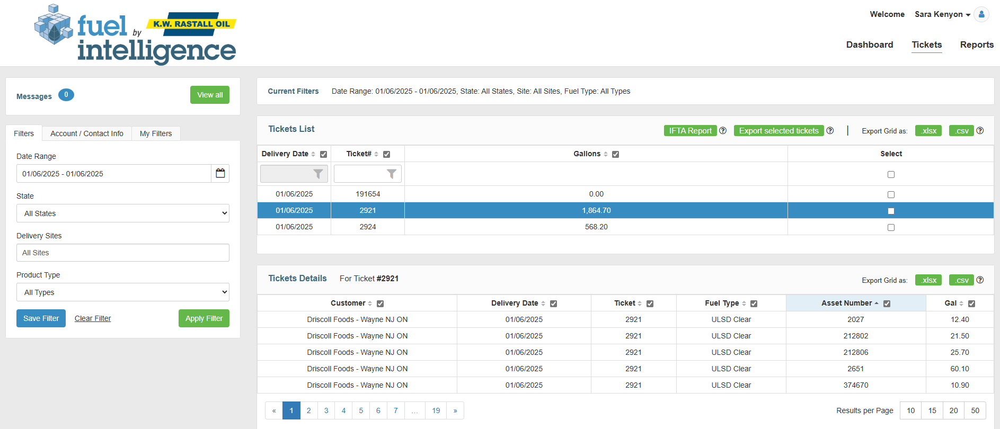 fuel by K.W. RASTALL OIL
intelligence
Welcome Sara Kenyon
Dashboard Tickets Reports
Messages 0 View all
Filters Account / Contact Info My Filters
Date Range
01/06/2025 - 01/06/2025
State
All States
Delivery Sites
All Sites
Product Type
All Types
Save Filter Clear Filter Apply Filter
Current Filters Date Range: 01/06/2025 - 01/06/2025, State: All States, Site: All Sites, Fuel Type: All Types
Tickets List IFTA Report ? Export selected tickets ? | Export Grid as: .xlsx .csv ?
Delivery Date Ticket# Gallons Select
01/06/2025 191654 0.00
01/06/2025 2921 1,864.70
01/06/2025 2924 568.20
Tickets Details For Ticket #2921 Export Grid as: .xlsx .csv ?
Customer Delivery Date Ticket Fuel Type Asset Number Gal
Driscoll Foods - Wayne NJ ON 01/06/2025 2921 ULSD Clear 2027 12.40
Driscoll Foods - Wayne NJ ON 01/06/2025 2921 ULSD Clear 212802 21.50
Driscoll Foods - Wayne NJ ON 01/06/2025 2921 ULSD Clear 212806 25.70
Driscoll Foods - Wayne NJ ON 01/06/2025 2921 ULSD Clear 2651 60.10
Driscoll Foods - Wayne NJ ON 01/06/2025 2921 ULSD Clear 374670 10.90
« 1 2 3 4 5 6 7 ... 19 » Results per Page 10 15 20 50